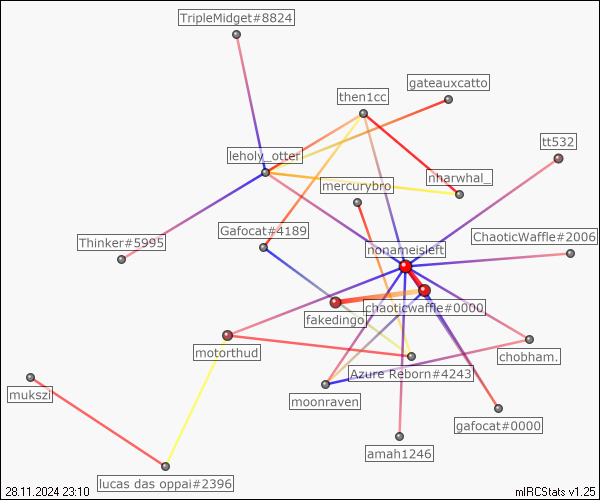 TripleMidget#8824
gateauxcatto
then1cc
tt532
leholy_otter
nharwhal_
mercurybro
Gafocat#4189
ChaoticWaffle#2006
Thinker#5995
nonameisleft
chaoticwaffle#0000
fakedingo
motorthud
chobham.
Azure Reborn#4243
mukszi
moonraven
gafocat#0000
amah1246
lucas das oppai#2396
28.11.2024 23:10
mIRCStats v1.25